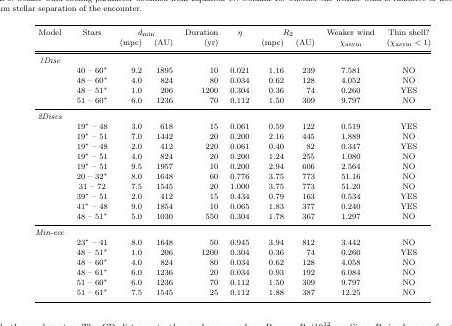 um stellar separation of the encounter.
Model Stars dmin Duration η R2 Weaker wind Thin shell?
(mpc) (AU) (yr) (mpc) (AU) χasym (χasym < 1)
1Disc
40 − 60* 9.2 1895 10 0.021 1.16 239 7.581 NO
48 − 60* 4.0 824 80 0.034 0.62 128 4.052 NO
48 − 51* 1.0 206 1200 0.304 0.36 74 0.260 YES
51 − 60* 6.0 1236 70 0.112 1.50 309 9.797 NO
2Discs
19* − 48 3.0 618 15 0.061 0.59 122 0.519 YES
19* − 51 7.0 1442 20 0.200 2.16 445 1.889 NO
19* − 48 2.0 412 220 0.061 0.40 82 0.347 YES
19* − 51 4.0 824 20 0.200 1.24 255 1.080 NO
19* − 51 9.5 1957 10 0.200 2.94 606 2.564 NO
20 − 32* 8.0 1648 60 0.776 3.75 773 51.16 NO
31 − 72 7.5 1545 20 1.000 3.75 773 51.20 NO
39* − 51 2.0 412 15 0.434 0.79 163 0.534 YES
41* − 48 9.0 1854 10 0.065 1.83 377 0.240 YES
48 − 51* 5.0 1030 550 0.304 1.78 367 1.297 NO
Min-ecc
23* − 41 8.0 1648 50 0.945 3.94 812 3.442 NO
48 − 51* 1.0 206 1200 0.304 0.36 74 0.260 YES
48 − 60* 4.0 824 80 0.034 0.62 128 4.058 NO
48 − 61* 6.0 1236 20 0.034 0.93 192 6.084 NO
51 − 60* 6.0 1236 70 0.112 1.50 309 9.797 NO
51 − 61* 7.5 1545 25 0.112 1.88 387 12.25 NO